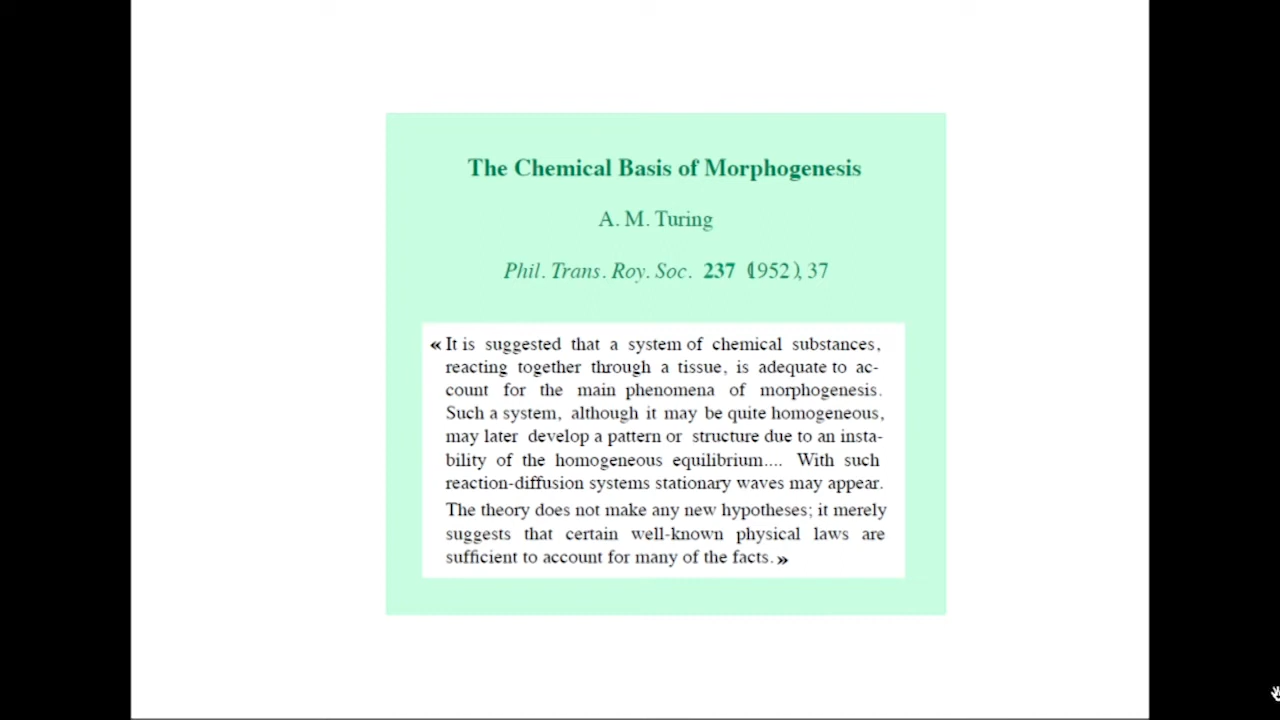 The Chemical Basis of Morphogenesis
A. M. Turing
Phil. Trans. Roy. Soc. 237 (1952), 37
« It is suggested that a system of chemical substances,
reacting together through a tissue, is adequate to ac-
count for the main phenomena of morphogenesis.
Such a system, although it may be quite homogeneous,
may later develop a pattern or structure due to an insta-
bility of the homogeneous equilibrium.... With such
reaction-diffusion systems stationary waves may appear.
The theory does not make any new hypotheses; it merely
suggests that certain well-known physical laws are
sufficient to account for many of the facts. »